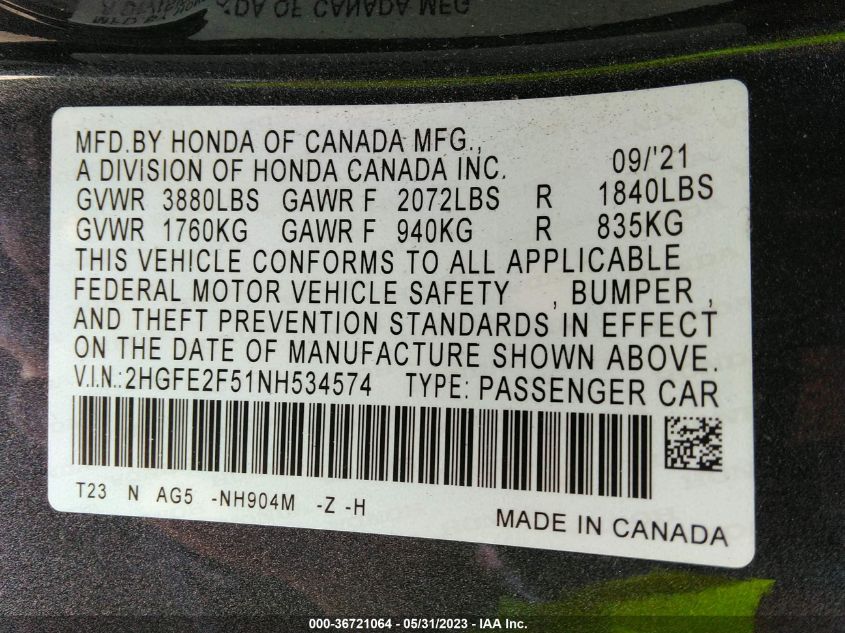 MFD.BY HONDA OF CANADA MFG.,
A DIVISION OF HONDA CANADA INC. 09/'21
GVWR 3880LBS GAWR F 2072LBS R 1840LBS
GVWR 1760KG GAWR F 940KG R 835KG
THIS VEHICLE CONFORMS TO ALL APPLICABLE
FEDERAL MOTOR VEHICLE SAFETY , BUMPER ,
AND THEFT PREVENTION STANDARDS IN EFFECT
ON THE DATE OF MANUFACTURE SHOWN ABOVE.
V.I.N.:2HGFE2F51NH534574 TYPE: PASSENGER CAR
T23 N AG5 -NH904M -Z -H
MADE IN CANADA
000-36721064 - 05/31/2023 - IAA Inc.